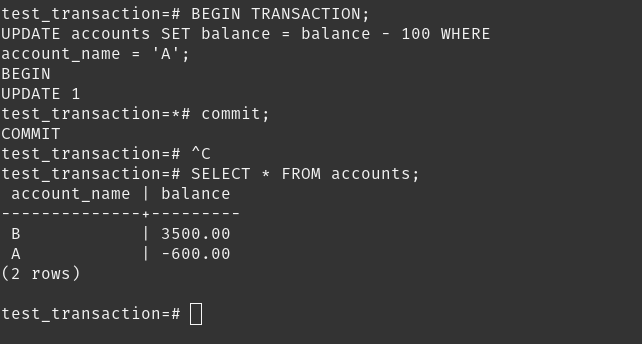 test_transaction=# BEGIN TRANSACTION;
UPDATE accounts SET balance = balance - 100 WHERE
account_name = 'A';
BEGIN
UPDATE 1
test_transaction=*# commit;
COMMIT
test_transaction=# ^C
test_transaction=# SELECT * FROM accounts;
 account_name | balance
--------------+---------
 B            | 3500.00
 A            | -600.00
(2 rows)

test_transaction=#